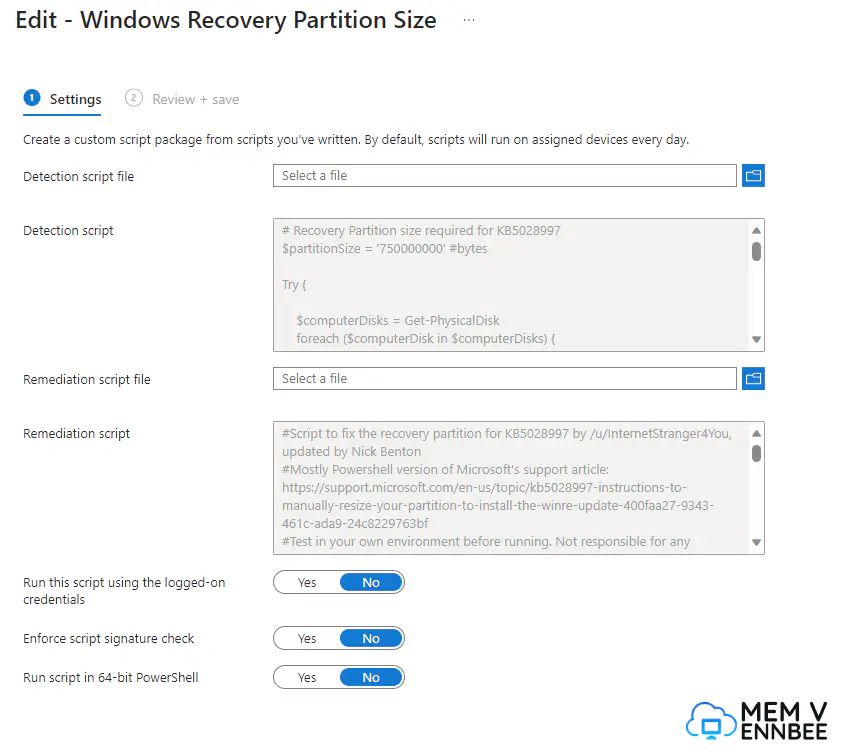 Edit - Windows Recovery Partition Size ...
1 Settings 2 Review + save
Create a custom script package from scripts you've written. By default, scripts will run on assigned devices every day.
Detection script file Select a file
Detection script
# Recovery Partition size required for KB5028997
$partitionSize = '750000000' #bytes
Try {
$computerDisks = Get-PhysicalDisk
foreach ($computerDisk in $computerDisks) {
Remediation script file Select a file
Remediation script
#Script to fix the recovery partition for KB5028997 by /u/InternetStranger4You,
updated by Nick Benton
#Mostly Powershell version of Microsoft's support article:
https://support.microsoft.com/en-us/topic/kb5028997-instructions-to-
manually-resize-your-partition-to-install-the-winre-update-400faa27-9343-
461c-ada9-24c8229763bf
#Test in your own environment before running. Not responsible for any
Run this script using the logged-on
credentials
Yes No
Enforce script signature check Yes No
Run script in 64-bit PowerShell Yes No
MEM V
ENNBEE